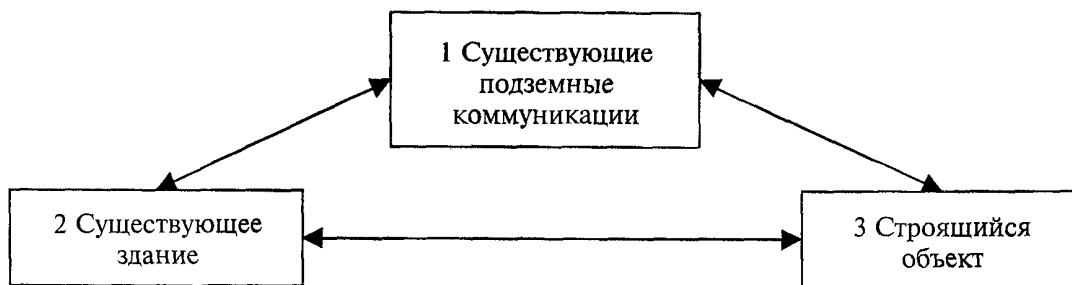 1 Существующие
подземные
коммуникации
2 Существующее
здание
3 Строящийся
объект